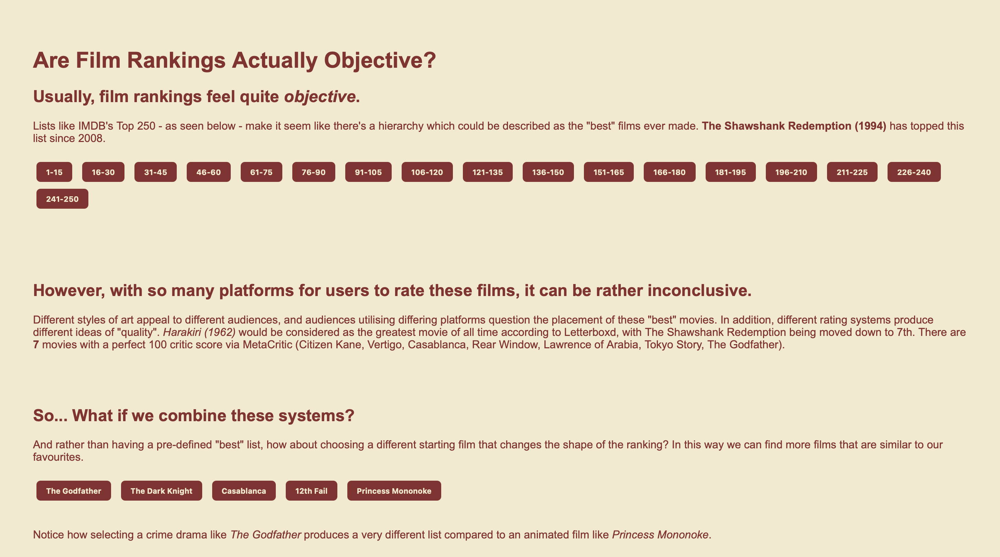 Are Film Rankings Actually Objective?
Usually, film rankings feel quite objective.
Lists like IMDB's Top 250 - as seen below - make it seem like there's a hierarchy which could be described as the "best" films ever made. The Shawshank Redemption (1994) has topped this
list since 2008.
1-15 16-30 31-45 46-60 61-75 76-90 91-105 106-120 121-135 136-150 151-165 166-180 181-195 196-210 211-225 226-240
241-250
However, with so many platforms for users to rate these films, it can be rather inconclusive.
Different styles of art appeal to different audiences, and audiences utilising differing platforms question the placement of these "best" movies. In addition, different rating systems produce
different ideas of "quality". Harakiri (1962) would be considered as the greatest movie of all time according to Letterboxd, with The Shawshank Redemption being moved down to 7th. There are
7 movies with a perfect 100 critic score via MetaCritic (Citizen Kane, Vertigo, Casablanca, Rear Window, Lawrence of Arabia, Tokyo Story, The Godfather).
So... What if we combine these systems?
And rather than having a pre-defined "best" list, how about choosing a different starting film that changes the shape of the ranking? In this way we can find more films that are similar to our
favourites.
The Godfather The Dark Knight Casablanca 12th Fail Princess Mononoke
Notice how selecting a crime drama like The Godfather produces a very different list compared to an animated film like Princess Mononoke.